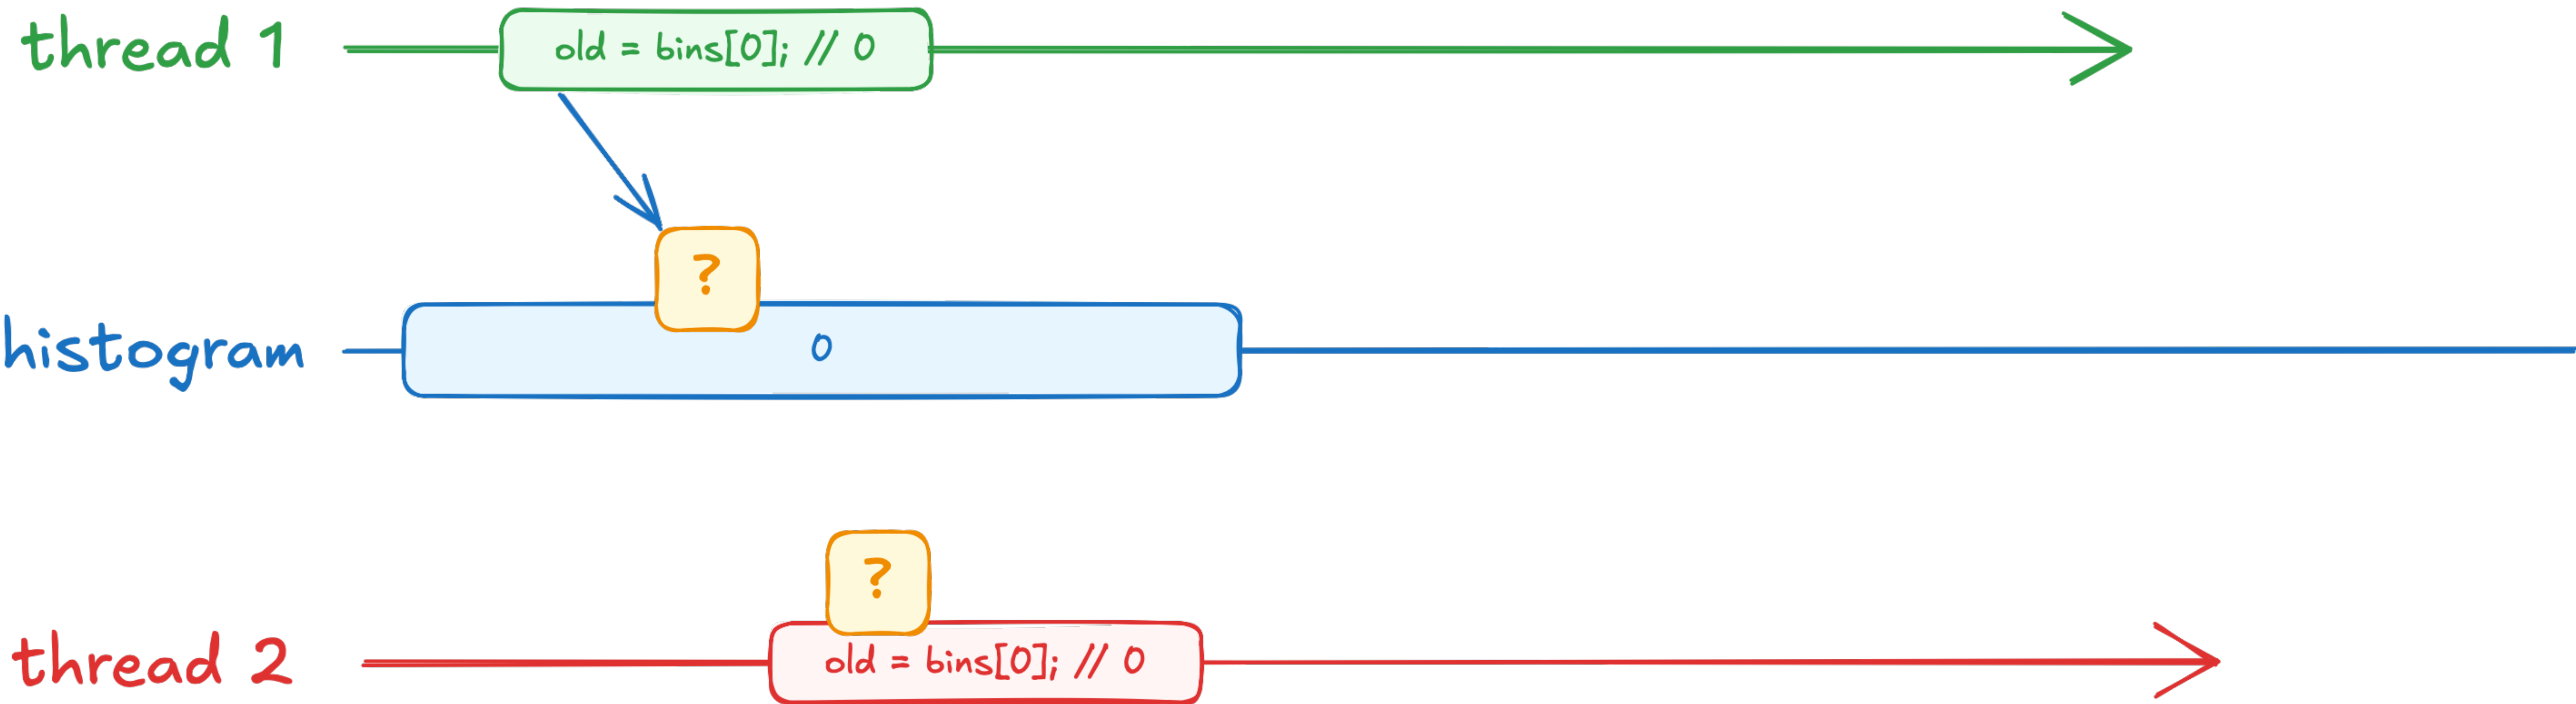 thread 1
old = bins[0]; // 0
?
histogram
0
?
thread 2
old = bins[0]; // 0